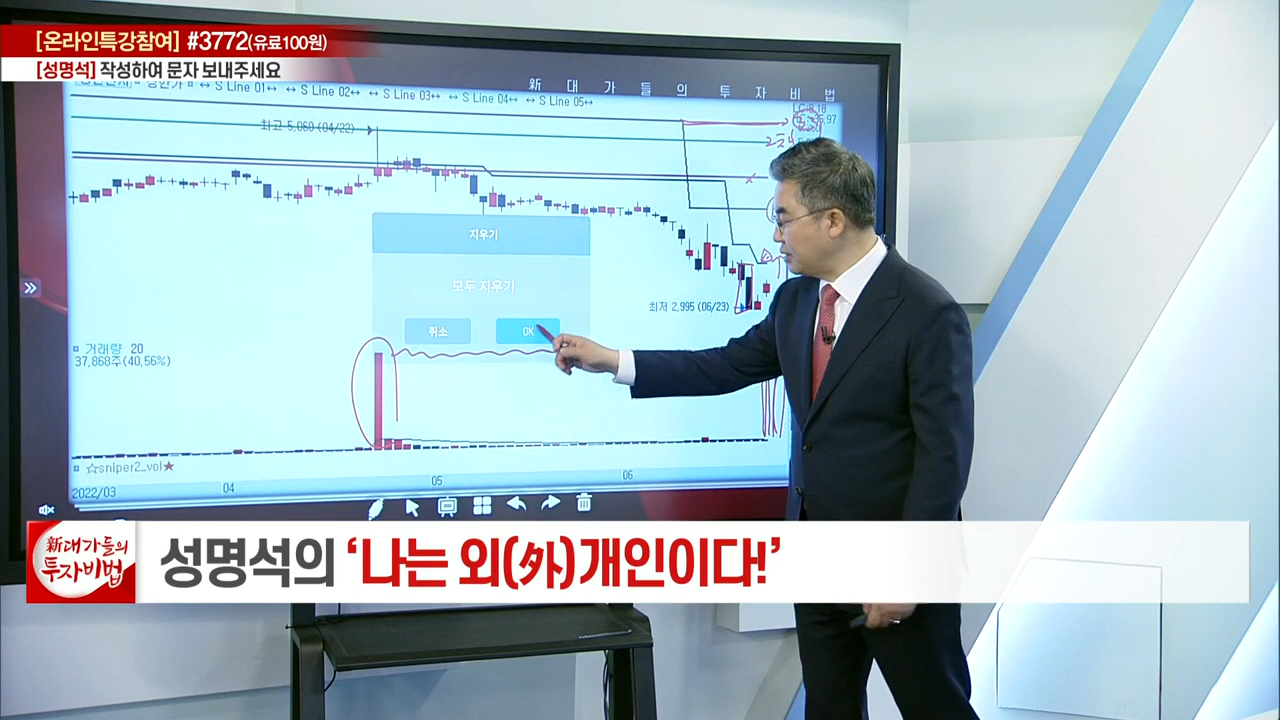 [온라인특강참여] #3772(유료100원)
[성명석] 작성하여 문자 보내주세요
新 대 가 들 의 투 자 비 법
↔ S Line 01↔ ↔ S Line 02↔ ↔ S Line 03↔ ↔ S Line 04↔ ↔ S Line 05↔
최고 5,060 (04/22)
지우기
모두 지우기
취소 OK
최저 2,995 (06/23)
거래량 20
37,868주(40,56%)
☆sniper2_vol★
2022/03 04 05 06
新대가들의
투자비법
성명석의 ‘나는 외(外)개인이다!’